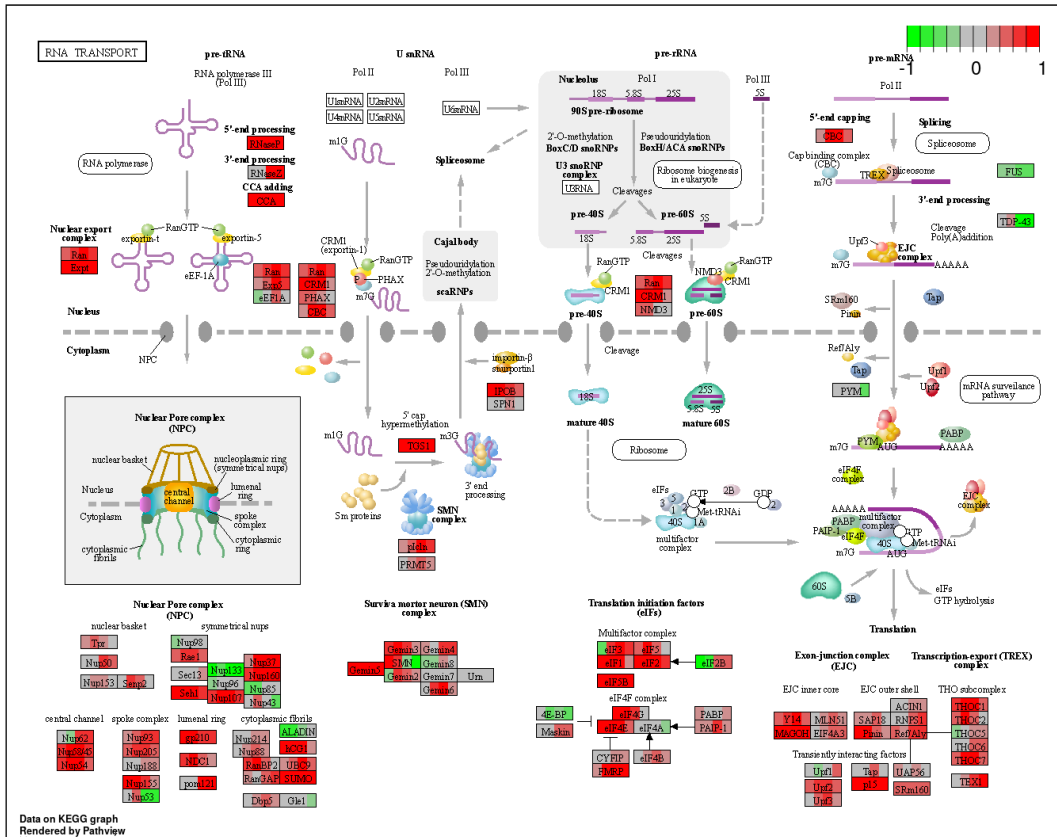 RNA TRANSPORT
-1 0 1
pre-tRNA
RNA polymerase III
(Pol III)
5'-end processing
RNaseP
3'-end processing
RNaseZ
CCA adding
CCA
RNA polymerase
Nuclear export
complex
Ran
Expt
RanGTP
exportin-t
exportin-5
eEF-1A
Ran
Exp5
eEF1A
U snRNA
Pol II
Pol III
U1snRNA
U2snRNA
U4snRNA
U5snRNA
U6snRNA
m1G
Spliceosome
Cajal body
Pseudouridylation
2'-O-methylation
scaRNPs
CRM1
(exportin-1)
RanGTP
P
PHAX
m7G
Ran
CRM1
PHAX
CBC
pre-rRNA
Nucleolus
Pol I
Pol III
18S
5.8S
25S
5S
90S pre-ribosome
2'-O-methylation
BoxC/D snoRNPs
Pseudouridylation
BoxH/ACA snoRNPs
U3 snoRNP
complex
U3RNA
Ribosome biogenesis
in eukaryote
Cleavages
pre-40S
pre-60S
5S
18S
5.8S
25S
Cleavages
RanGTP
CRM1
pre-40S
Ran
CRM1
NMD3
NMD3
RanGTP
CRM1
pre-60S
pre-mRNA
Pol II
5'-end capping
CBC
Cap binding complex
(CBC)
m7G
Splicing
Spliceosome
TREX
Spliceosome
FUS
3'-end processing
TDP-43
Cleavage
Poly(A)addition
Upf3
EJC
complex
m7G
AAAAA
SRm160
Pinin
Tap
Nucleus
Cytoplasm
NPC
importin-β
snurportin1
IPOB
SPN1
5' cap
hypermethylation
TGS1
m1G
m3G
Sm proteins
3' end
processing
SMN
complex
pIcln
PRMT5
Cleavage
18S
mature 40S
25S
5.8S 5S
mature 60S
Ribosome
eIFs
3 5
1
40S 1A
GTP
Met-tRNAi
2B
GDP
2
multifactor
complex
Ref/Aly
Tap
Upf1
Upf2
PYM
mRNA surveilance
pathway
PYM
AUG
m7G
PABP
AAAAA
eIF4F
complex
EJC
complex
AAAAA
PABP
PAIP-1
eIF4F
multifactor
complex
40S
GTP
Met-tRNAi
m7G
AUG
60S
5B
eIFs
GTP hydrolysis
Translation
Nuclear Pore complex
(NPC)
nuclear basket
nucleoplasmic ring
(symmetrical nups)
lumenal ring
central
channel
Nucleus
Cytoplasm
spoke
complex
cytoplasmic
ring
cytoplasmic
fibrils
Nuclear Pore complex
(NPC)
nuclear basket
symmetrical nups
Tpr
Nup50
Nup153
Senp2
Nup98
Rae1
Sec13
Seh1
Nup133
Nup96
Nup107
Nup37
Nup160
Nup85
Nup43
central channel
spoke complex
lumenal ring
cytoplasmic fibrils
Nup62
Nup58/45
Nup54
Nup93
Nup205
Nup188
Nup155
Nup53
gp210
NDC1
pom121
Nup214
Nup88
RanBP2
RanGAP
ALADIN
hCG1
UBC9
SUMO
Dbp5
Gle1
Surviva mortor neuron (SMN)
complex
Gemin5
Gemin3
SMN
Gemin2
Gemin4
Gemin8
Gemin7
Gemin6
Unr
Translation initiation factors
(eIFs)
Multifactor complex
eIF3
eIF5
eIF1
eIF2
eIF2B
eIF5B
eIF4F complex
4E-BP
Maskin
eIF4G
eIF4E
eIF4A
PABP
PAIP-1
CYFIP
FMRP
eIF4B
Exon-junction complex
(EJC)
EJC inner core
Y14
MLN51
MAGOH
EIF4A3
EJC outer shell
ACIN1
SAP18
RNPS1
Pinin
Ref/Aly
Transiently interacting factors
Upf1
Upf2
Upf3
Tap
p15
UAP56
SRm160
Transcription-export (TREX)
complex
THO subcomplex
THOC1
THOC2
THOC5
THOC6
THOC7
TEX1
Data on KEGG graph
Rendered by Pathview